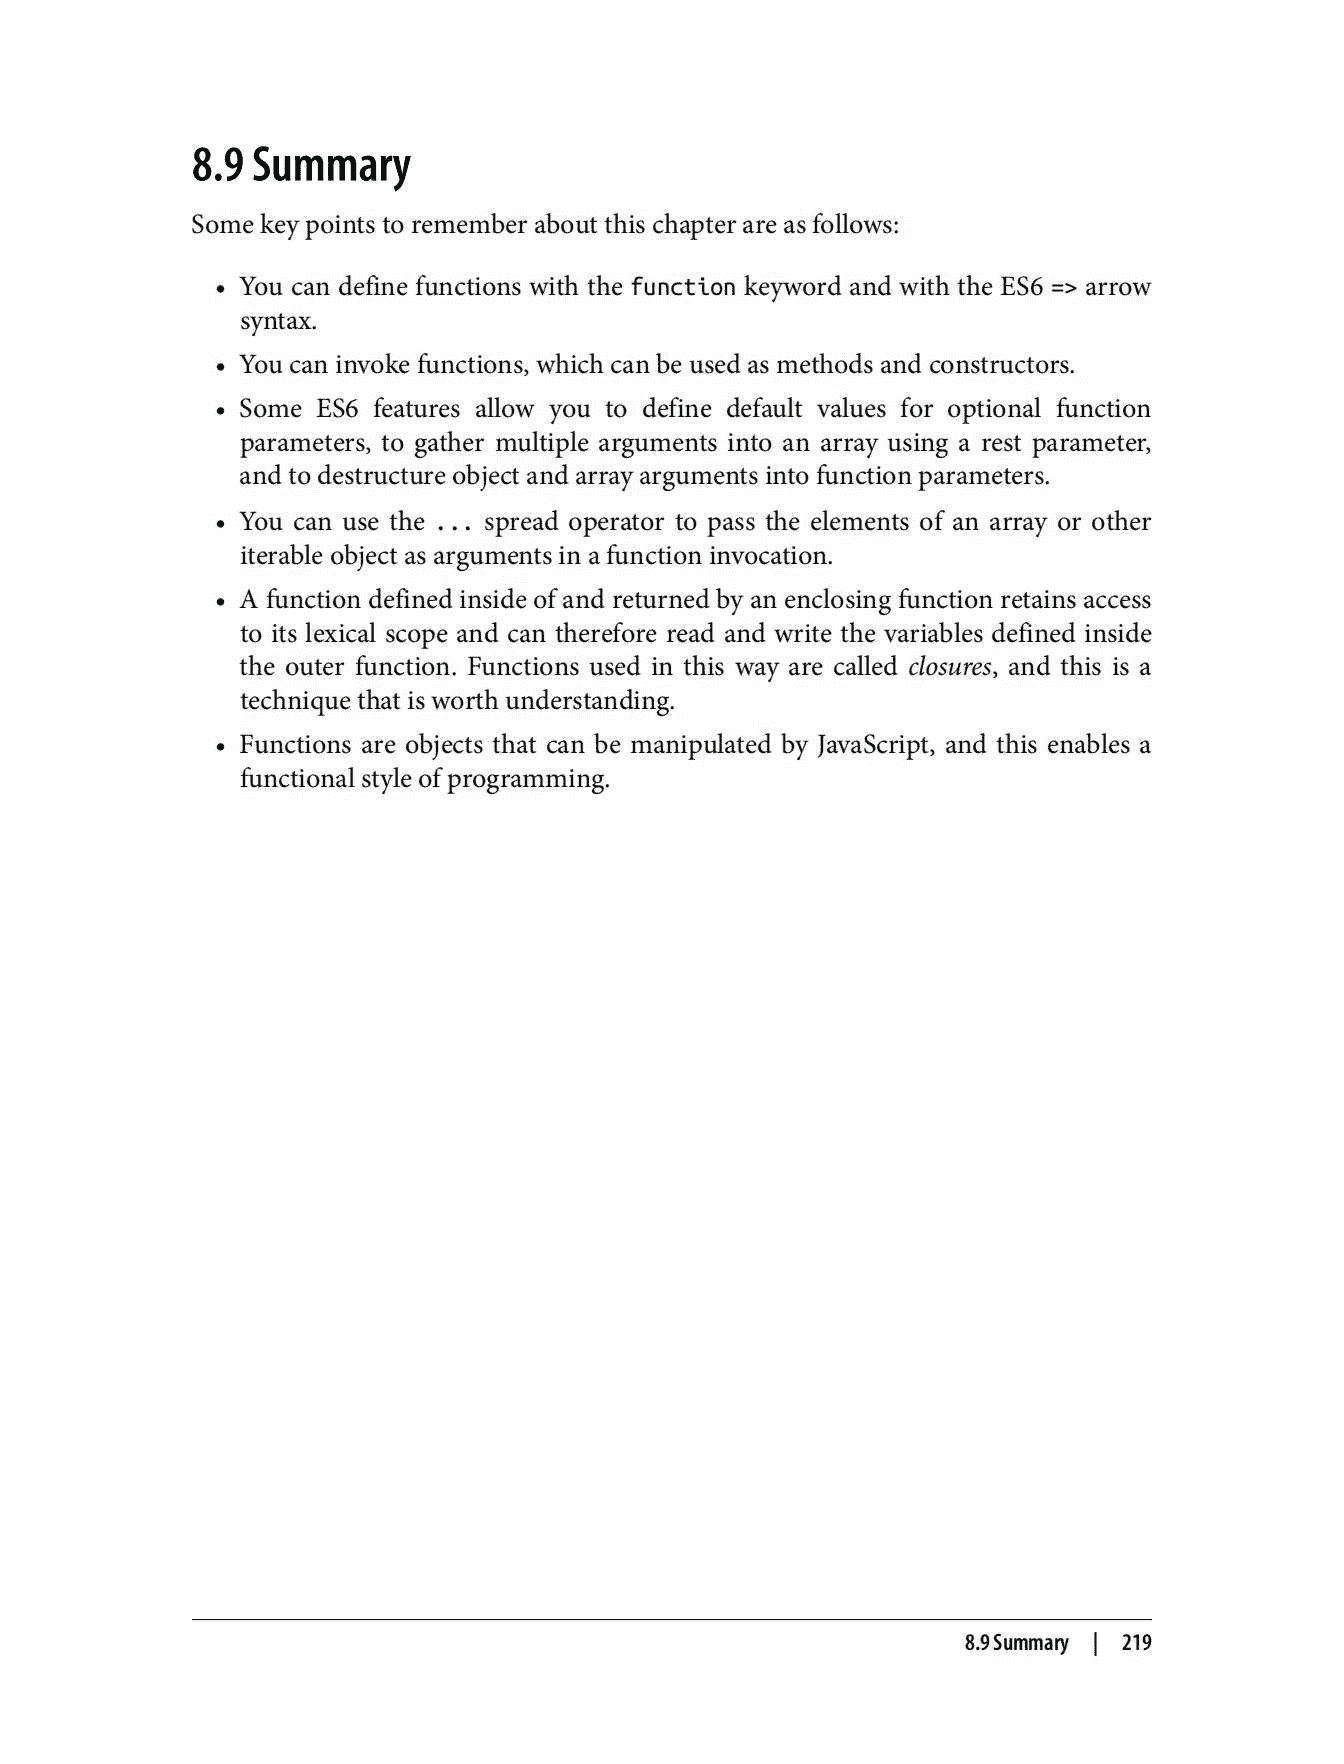 8.9 Summary
Some key points to remember about this chapter are as follows:
• You can define functions with the function keyword and with the ES6 => arrow
syntax.
• You can invoke functions, which can be used as methods and constructors.
• Some ES6 features allow you to define default values for optional function
parameters, to gather multiple arguments into an array using a rest parameter,
and to destructure object and array arguments into function parameters.
• You can use the ... spread operator to pass the elements of an array or other
iterable object as arguments in a function invocation.
• A function defined inside of and returned by an enclosing function retains access
to its lexical scope and can therefore read and write the variables defined inside
the outer function. Functions used in this way are called closures, and this is a
technique that is worth understanding.
• Functions are objects that can be manipulated by JavaScript, and this enables a
functional style of programming.
8.9 Summary | 219